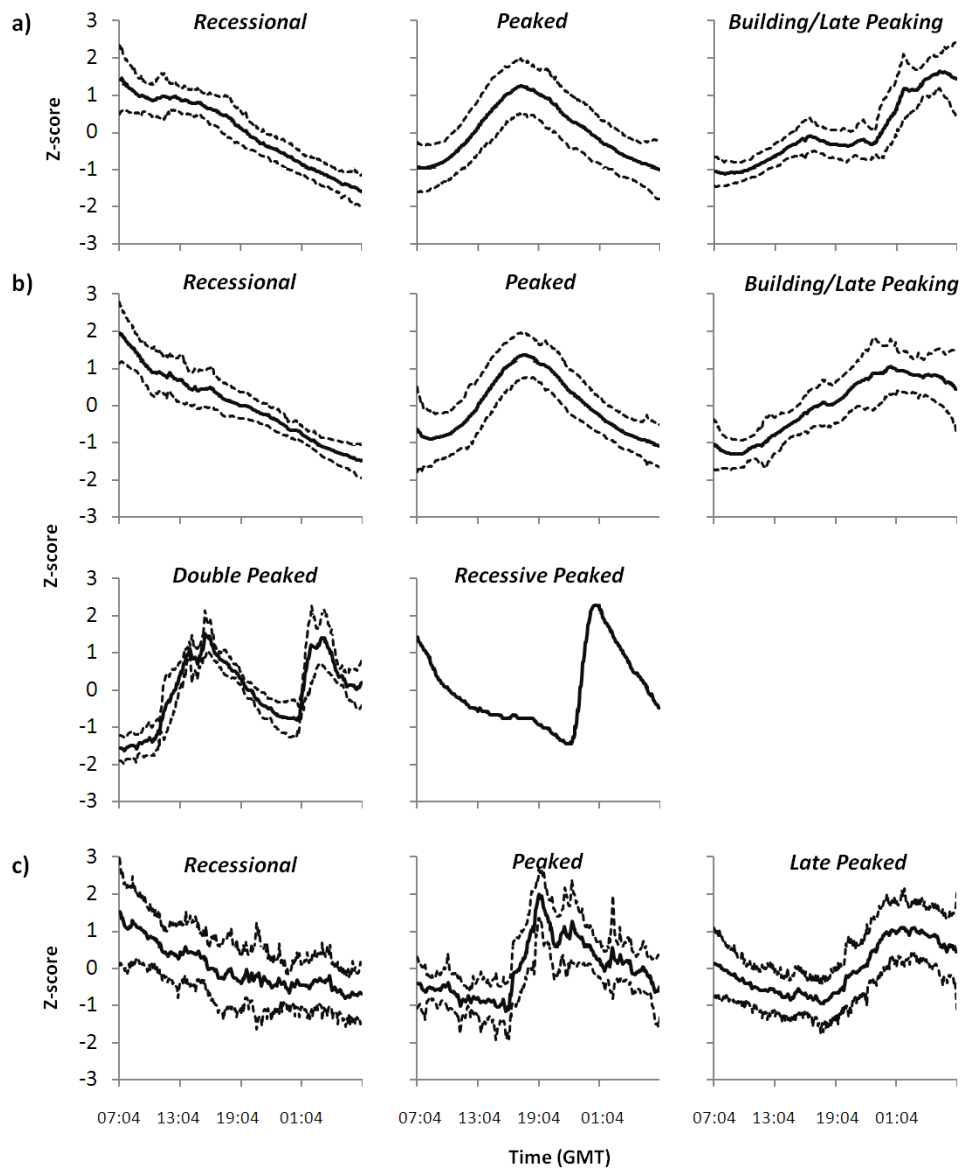 a)
Recessional
Peaked
Building/Late Peaking
3
2
1
0
-1
-2
-3
Z-score
b)
Recessional
Peaked
Building/Late Peaking
3
2
1
0
-1
-2
-3
Z-score
Double Peaked
Recessive Peaked
3
2
1
0
-1
-2
-3
c)
Recessional
Peaked
Late Peaked
3
2
1
0
-1
-2
-3
Z-score
07:04 13:04 19:04 01:04
07:04 13:04 19:04 01:04
07:04 13:04 19:04 01:04
Time (GMT)